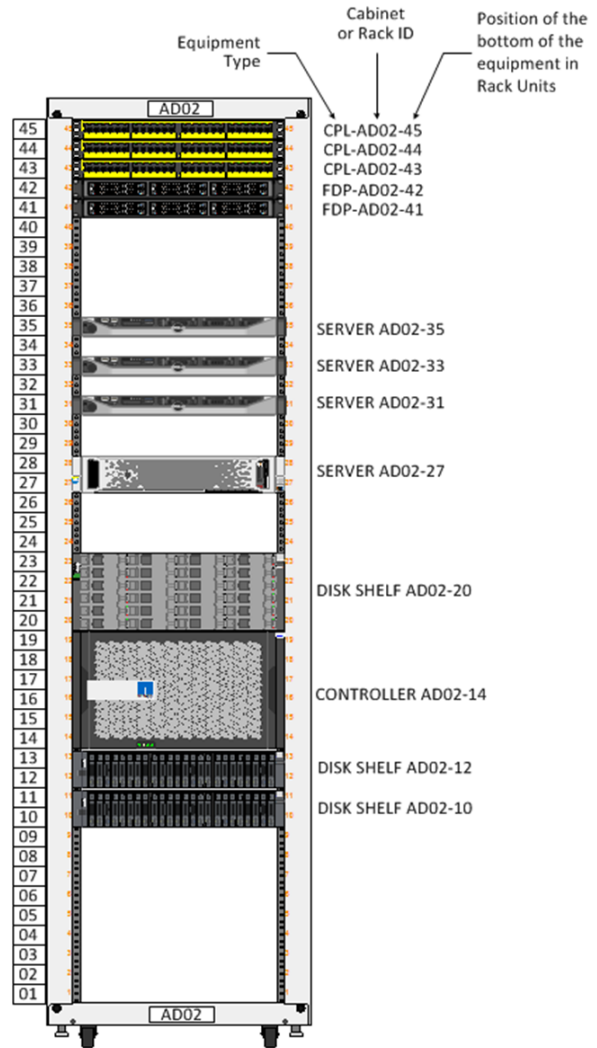 Equipment
Type
Cabinet
or Rack ID
Position of the
bottom of the
equipment in
Rack Units
AD02
45
44
43
42
41
40
39
38
37
36
35
34
33
32
31
30
29
28
27
26
25
24
23
22
21
20
19
18
17
16
15
14
13
12
11
10
09
08
07
06
05
04
03
02
01
CPL-AD02-45
CPL-AD02-44
CPL-AD02-43
FDP-AD02-42
FDP-AD02-41
SERVER AD02-35
SERVER AD02-33
SERVER AD02-31
SERVER AD02-27
DISK SHELF AD02-20
CONTROLLER AD02-14
DISK SHELF AD02-12
DISK SHELF AD02-10
AD02